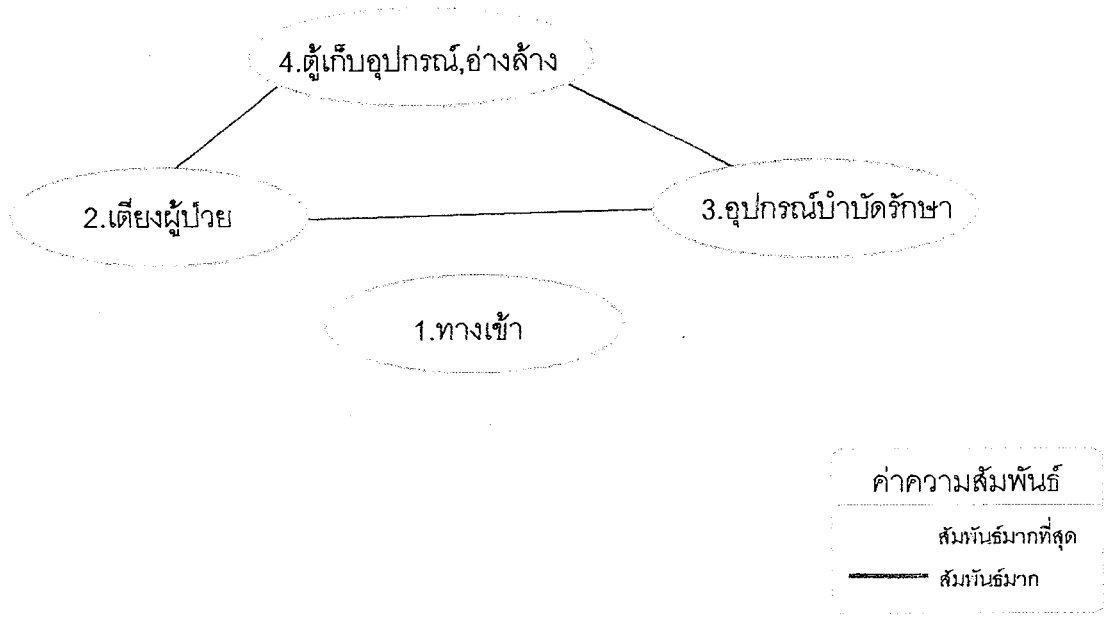 4.ตู้เก็บอุปกรณ์,อ่างล้าง
2.เตียงผู้ป่วย
3.อุปกรณ์บำบัดรักษา
1.ทางเข้า
ค่าความสัมพันธ์
สัมพันธ์มากที่สุด
สัมพันธ์มาก